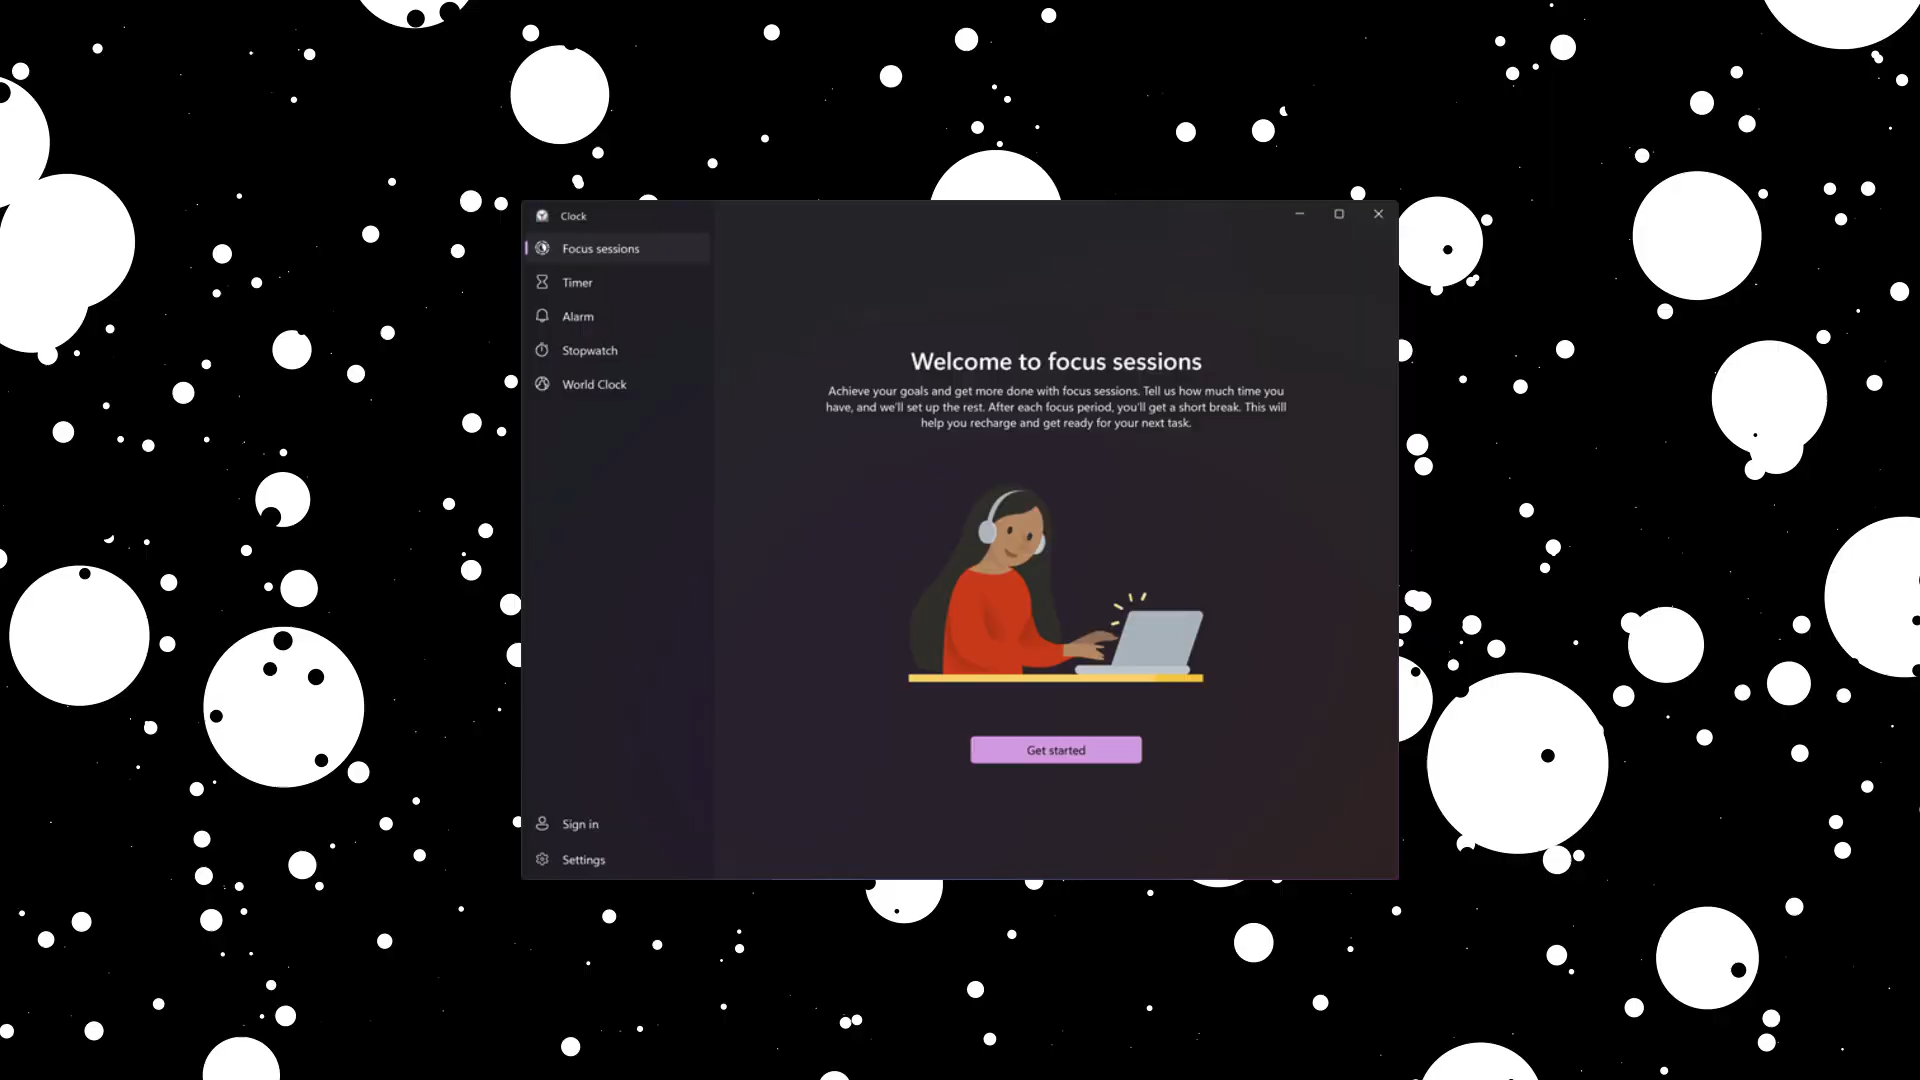 Clock
Focus sessions
Timer
Alarm
Stopwatch
World Clock
Welcome to focus sessions
Achieve your goals and get more done with focus sessions. Tell us how much time you
have, and we'll set up the rest. After each focus period, you'll get a short break. This will
help you recharge and get ready for your next task.
Get started
Sign in
Settings